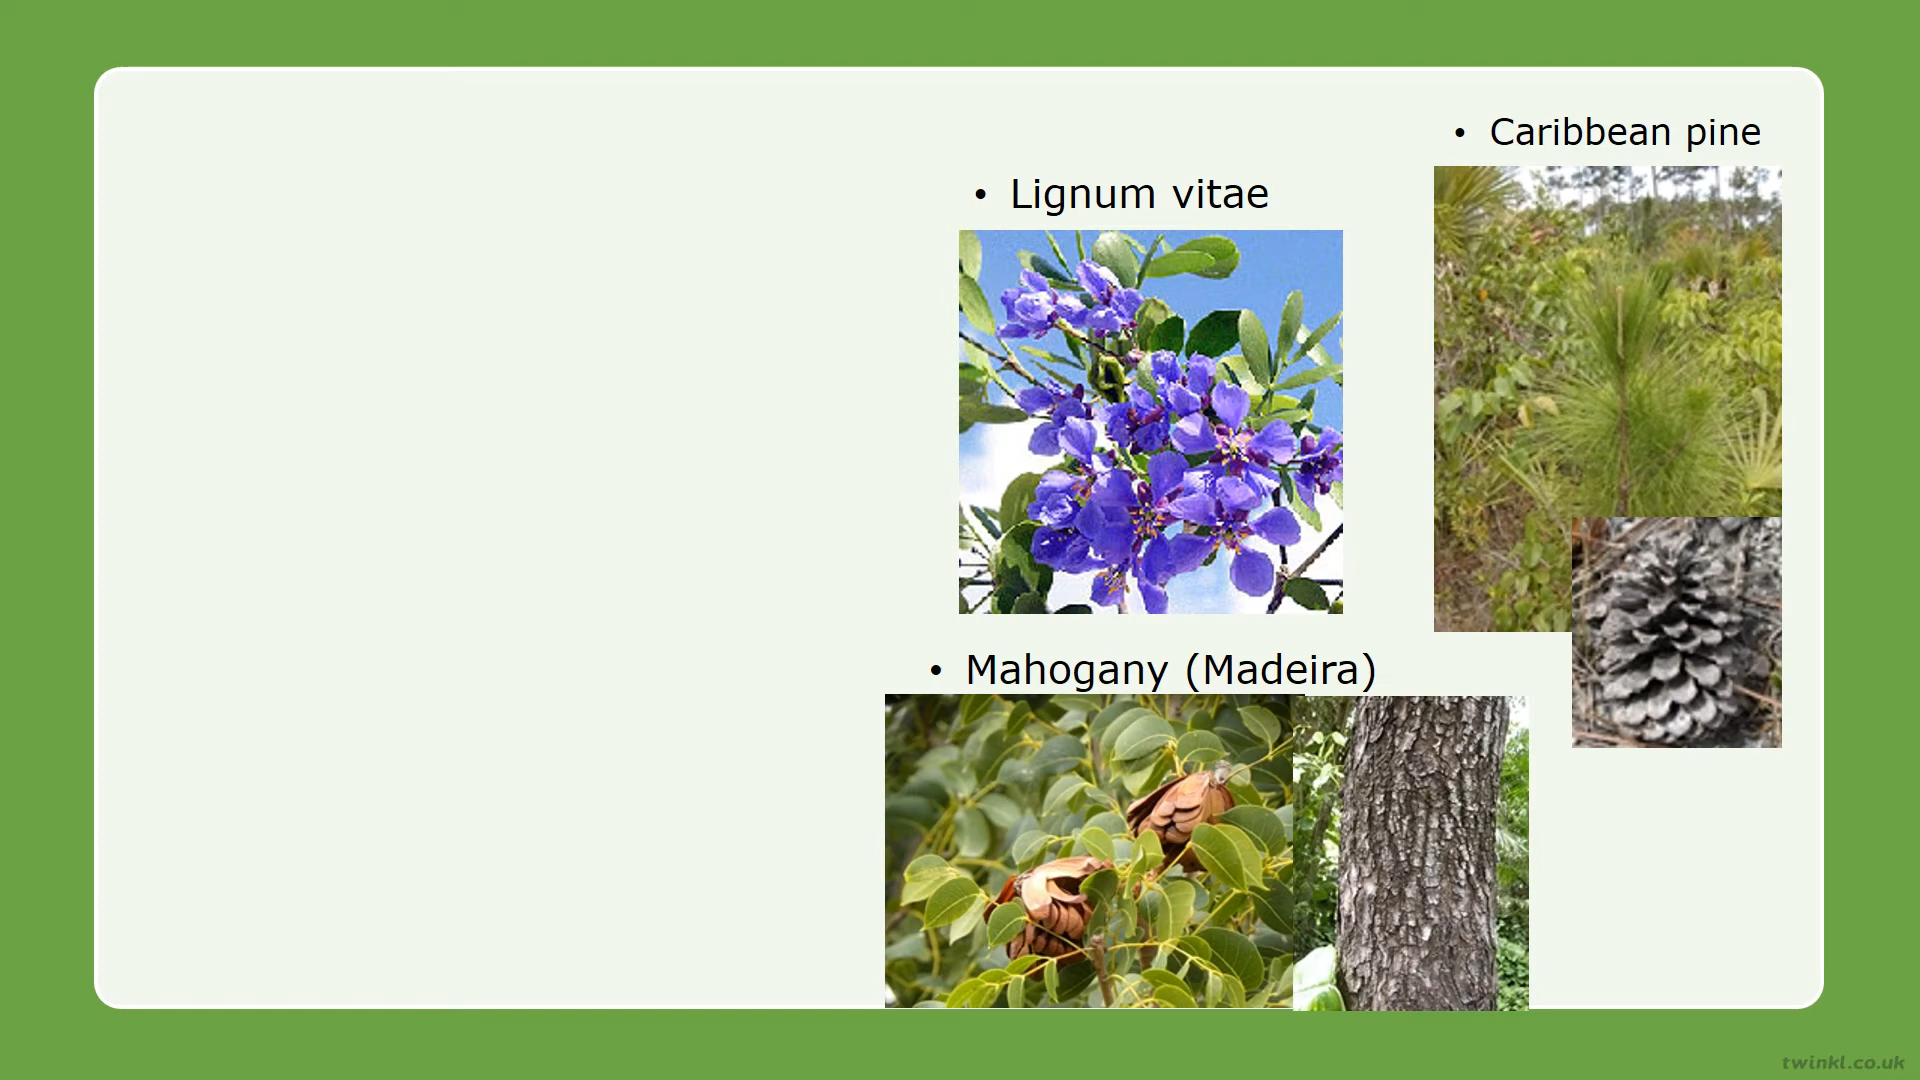 • Caribbean pine
• Lignum vitae
• Mahogany (Madeira)
twinkl.co.uk